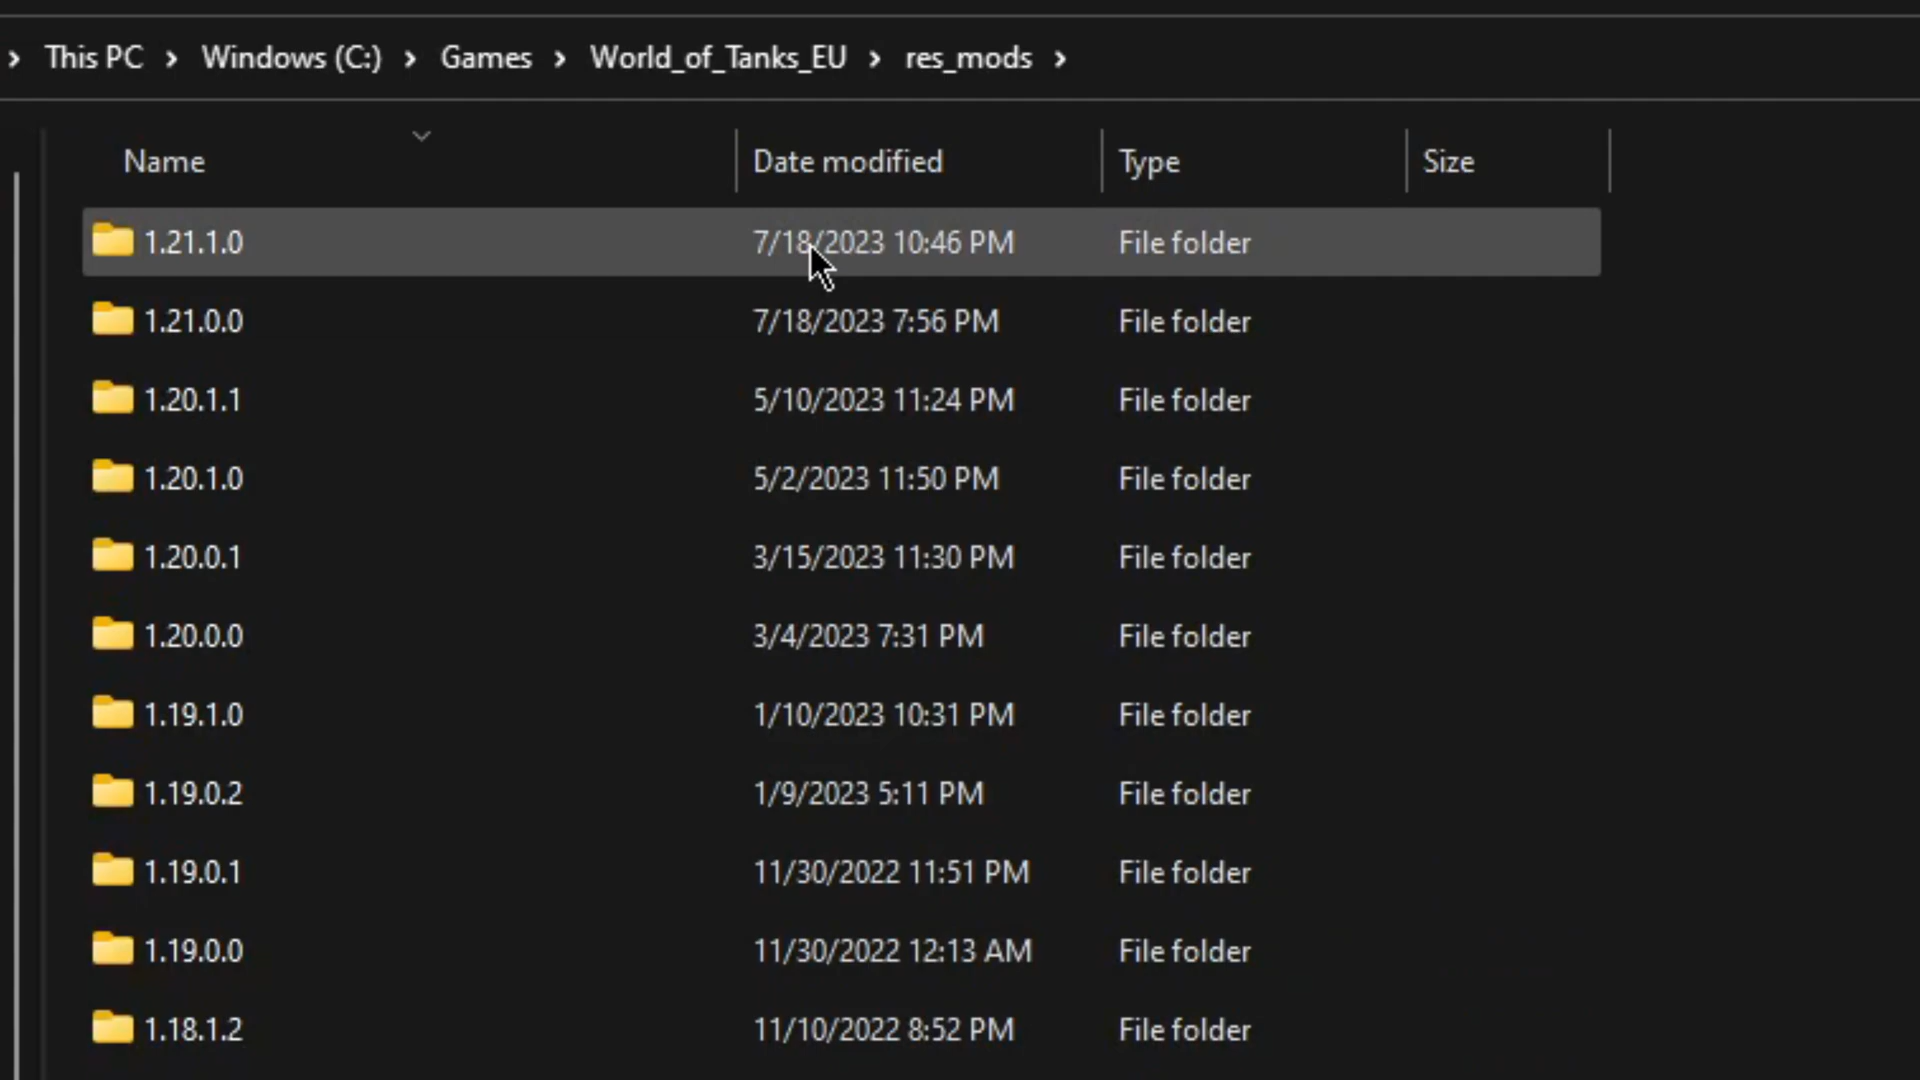 This PC > Windows (C:) > Games > World_of_Tanks_EU > res_mods >
Name Date modified Type Size
1.21.1.0 7/18/2023 10:46 PM File folder
1.21.0.0 7/18/2023 7:56 PM File folder
1.20.1.1 5/10/2023 11:24 PM File folder
1.20.1.0 5/2/2023 11:50 PM File folder
1.20.0.1 3/15/2023 11:30 PM File folder
1.20.0.0 3/4/2023 7:31 PM File folder
1.19.1.0 1/10/2023 10:31 PM File folder
1.19.0.2 1/9/2023 5:11 PM File folder
1.19.0.1 11/30/2022 11:51 PM File folder
1.19.0.0 11/30/2022 12:13 AM File folder
1.18.1.2 11/10/2022 8:52 PM File folder